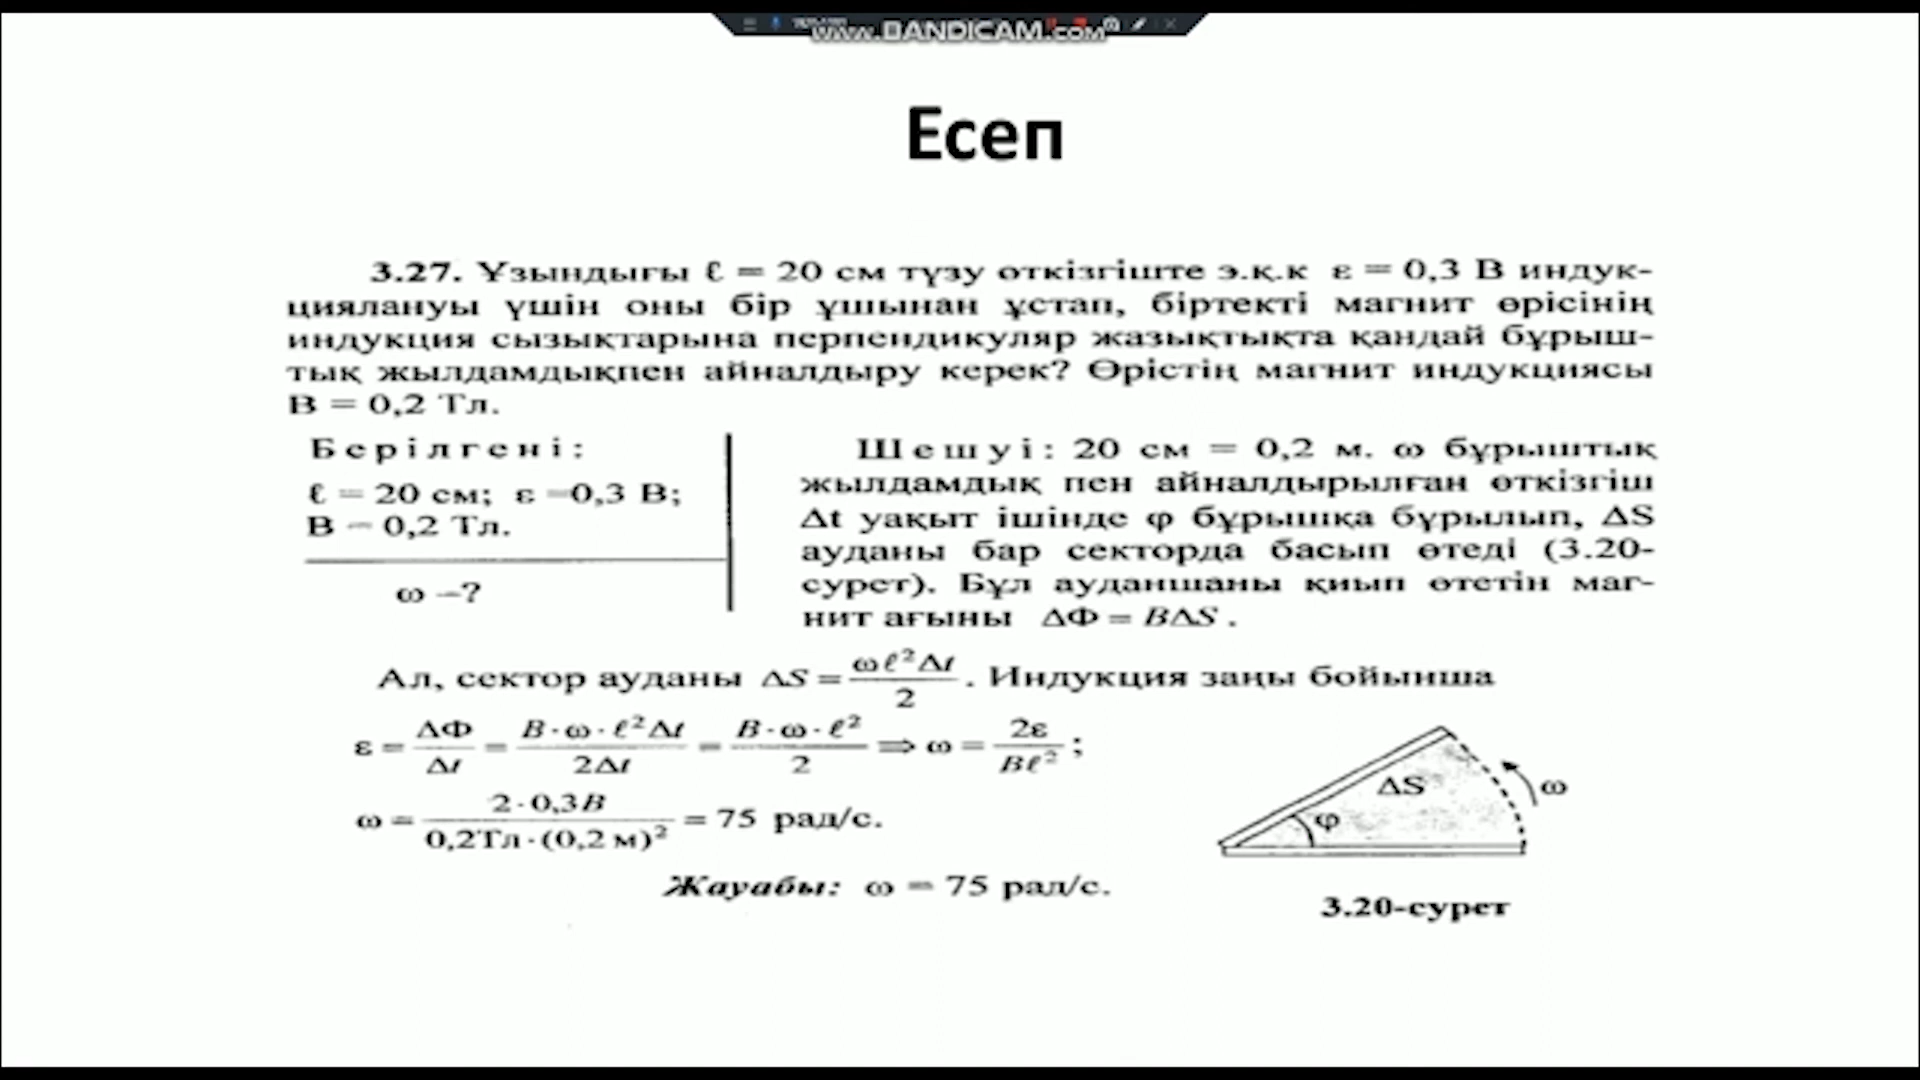 www.BANDICAM.com
Есеп
3.27. Ұзындығы ℓ = 20 см түзу өткізгіште э.қ.к ε = 0,3 В индук-
циялануы үшін оны бір ұшынан ұстап, біртекті магнит өрісінің
индукция сызықтарына перпендикуляр жазықтықта қандай бұрыш-
тық жылдамдықпен айналдыру керек? Өрістің магнит индукциясы
В = 0,2 Тл.
Берілгені:
ℓ = 20 см; ε =0,3 В;
В = 0,2 Тл.
ω –?
Шешуі: 20 см = 0,2 м. ω бұрыштық
жылдамдық пен айналдырылған өткізгіш
Δt уақыт ішінде φ бұрышқа бұрылып, ΔS
ауданы бар секторда басып өтеді (3.20-
сурет). Бұл ауданшаны қиып өтетін маг-
нит ағыны ΔФ = BΔS .
Ал, сектор ауданы ΔS = ωℓ²Δt / 2 . Индукция заңы бойынша
ε = ΔФ / Δt = B·ω·ℓ²Δt / 2Δt = B·ω·ℓ² / 2 ⇒ ω = 2ε / Bℓ² ;
ω = 2·0,3В / 0,2Тл·(0,2м)² = 75 рад/с.
Жауабы: ω = 75 рад/с.
ΔS
φ
ω
3.20-сурет